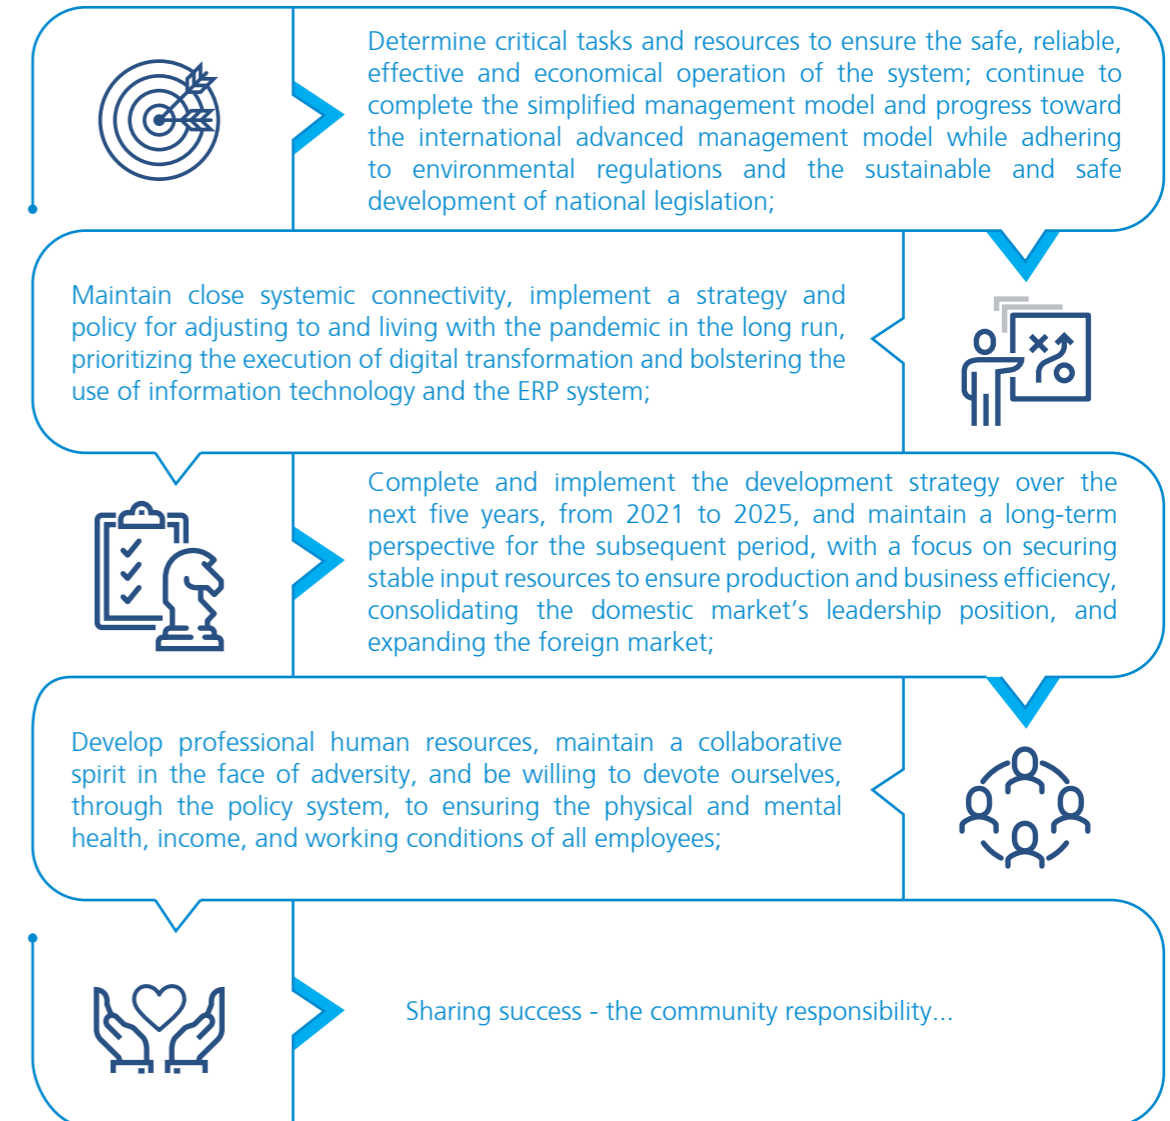 Determine critical tasks and resources to ensure the safe, reliable,
effective and economical operation of the system; continue to
complete the simplified management model and progress toward
the international advanced management model while adhering
to environmental regulations and the sustainable and safe
development of national legislation;
Maintain close systemic connectivity, implement a strategy and
policy for adjusting to and living with the pandemic in the long run,
prioritizing the execution of digital transformation and bolstering the
use of information technology and the ERP system;
Complete and implement the development strategy over the
next five years, from 2021 to 2025, and maintain a long-term
perspective for the subsequent period, with a focus on securing
stable input resources to ensure production and business efficiency,
consolidating the domestic market's leadership position, and
expanding the foreign market;
Develop professional human resources, maintain a collaborative
spirit in the face of adversity, and be willing to devote ourselves,
through the policy system, to ensuring the physical and mental
health, income, and working conditions of all employees;
Sharing success - the community responsibility...